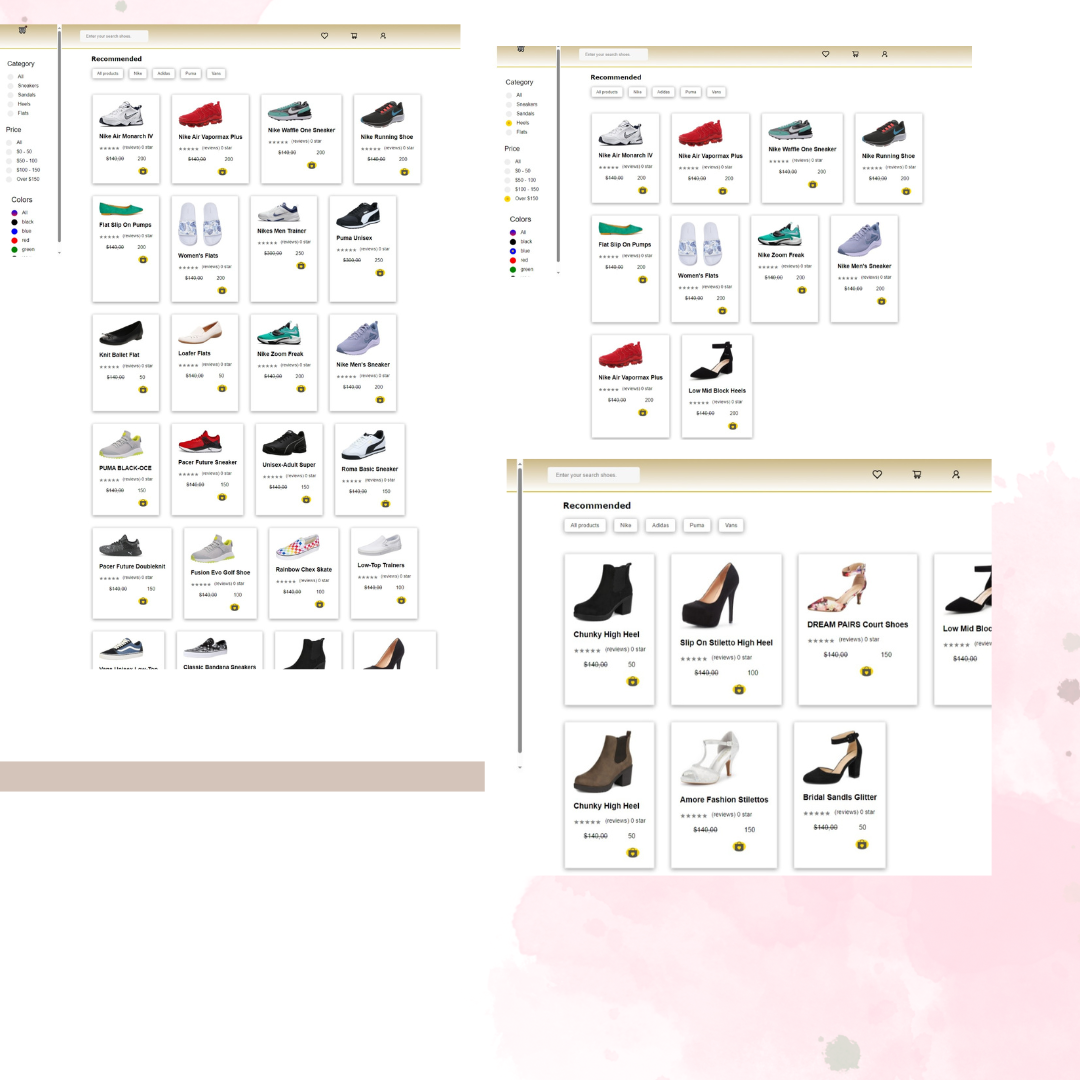 Enter your search shoes.
Category
All
Sneakers
Sandals
Heels
Flats
Price
All
$0 - 50
$50 - 100
$100 - 150
Over $150
Colors
All
black
blue
red
green
Recommended
All products Nike Adidas Puma Vans
Nike Air Monarch IV Nike Air Vapormax Plus Nike Waffle One Sneaker Nike Running Shoe
(reviews) 0 star (reviews) 0 star (reviews) 0 star (reviews) 0 star
$140,00 200 $140,00 200 $140,00 200 $140,00 200
Flat Slip On Pumps Women's Flats Nikes Men Trainer Puma Unisex
(reviews) 0 star (reviews) 0 star (reviews) 0 star (reviews) 0 star
$140,00 200 $140,00 200 $300,00 250 $300,00 250
Knit Ballet Flat Loafer Flats Nike Zoom Freak Nike Men's Sneaker
(reviews) 0 star (reviews) 0 star (reviews) 0 star (reviews) 0 star
$140,00 50 $140,00 50 $140,00 200 $140,00 200
PUMA BLACK-OCE Pacer Future Sneaker Unisex-Adult Super Roma Basic Sneaker
(reviews) 0 star (reviews) 0 star (reviews) 0 star (reviews) 0 star
$140,00 150 $140,00 150 $140,00 150 $140,00 150
Pacer Future Doubleknit Fusion Evo Golf Shoe Rainbow Chex Skate Low-Top Trainers
(reviews) 0 star (reviews) 0 star (reviews) 0 star (reviews) 0 star
$140,00 150 $140,00 100 $140,00 100 $140,00 100
Vans Unisex Low-Top Classic Bandana Sneakers
Enter your search shoes.
Category
All
Sneakers
Sandals
Heels
Flats
Price
All
$0 - 50
$50 - 100
$100 - 150
Over $150
Colors
All
black
blue
red
green
Recommended
All products Nike Adidas Puma Vans
Nike Air Monarch IV Nike Air Vapormax Plus Nike Waffle One Sneaker Nike Running Shoe
(reviews) 0 star (reviews) 0 star (reviews) 0 star (reviews) 0 star
$140,00 200 $140,00 200 $140,00 200 $140,00 200
Flat Slip On Pumps Women's Flats Nike Zoom Freak Nike Men's Sneaker
(reviews) 0 star (reviews) 0 star (reviews) 0 star (reviews) 0 star
$140,00 200 $140,00 200 $140,00 200 $140,00 200
Nike Air Vapormax Plus Low Mid Block Heels
(reviews) 0 star (reviews) 0 star
$140,00 200 $140,00 200
Enter your search shoes.
Recommended
All products Nike Adidas Puma Vans
Chunky High Heel Slip On Stiletto High Heel DREAM PAIRS Court Shoes Low Mid Bloc
(reviews) 0 star (reviews) 0 star (reviews) 0 star
$140,00 50 $140,00 100 $140,00 150 $140,00
Chunky High Heel Amore Fashion Stilettos Bridal Sandls Glitter
(reviews) 0 star (reviews) 0 star (reviews) 0 star
$140,00 50 $140,00 150 $140,00 50